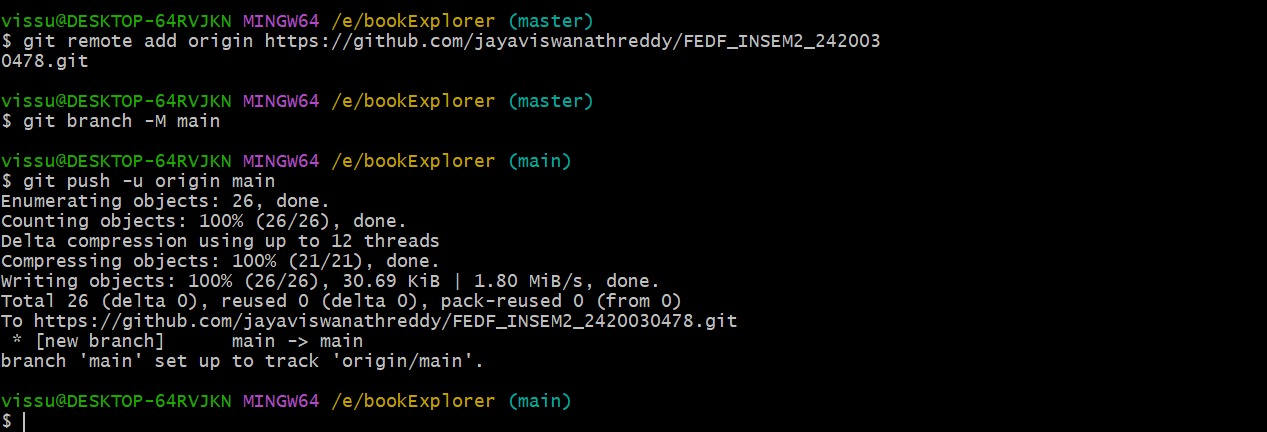 vissu@DESKTOP-64RVJKN MINGW64 /e/bookExplorer (master)
$ git remote add origin https://github.com/jayaviswanathreddy/FEDF_INSEM2_242003
0478.git
vissu@DESKTOP-64RVJKN MINGW64 /e/bookExplorer (master)
$ git branch -M main
vissu@DESKTOP-64RVJKN MINGW64 /e/bookExplorer (main)
$ git push -u origin main
Enumerating objects: 26, done.
Counting objects: 100% (26/26), done.
Delta compression using up to 12 threads
Compressing objects: 100% (21/21), done.
Writing objects: 100% (26/26), 30.69 KiB | 1.80 MiB/s, done.
Total 26 (delta 0), reused 0 (delta 0), pack-reused 0 (from 0)
To https://github.com/jayaviswanathreddy/FEDF_INSEM2_2420030478.git
 * [new branch]      main -> main
branch 'main' set up to track 'origin/main'.
vissu@DESKTOP-64RVJKN MINGW64 /e/bookExplorer (main)
$